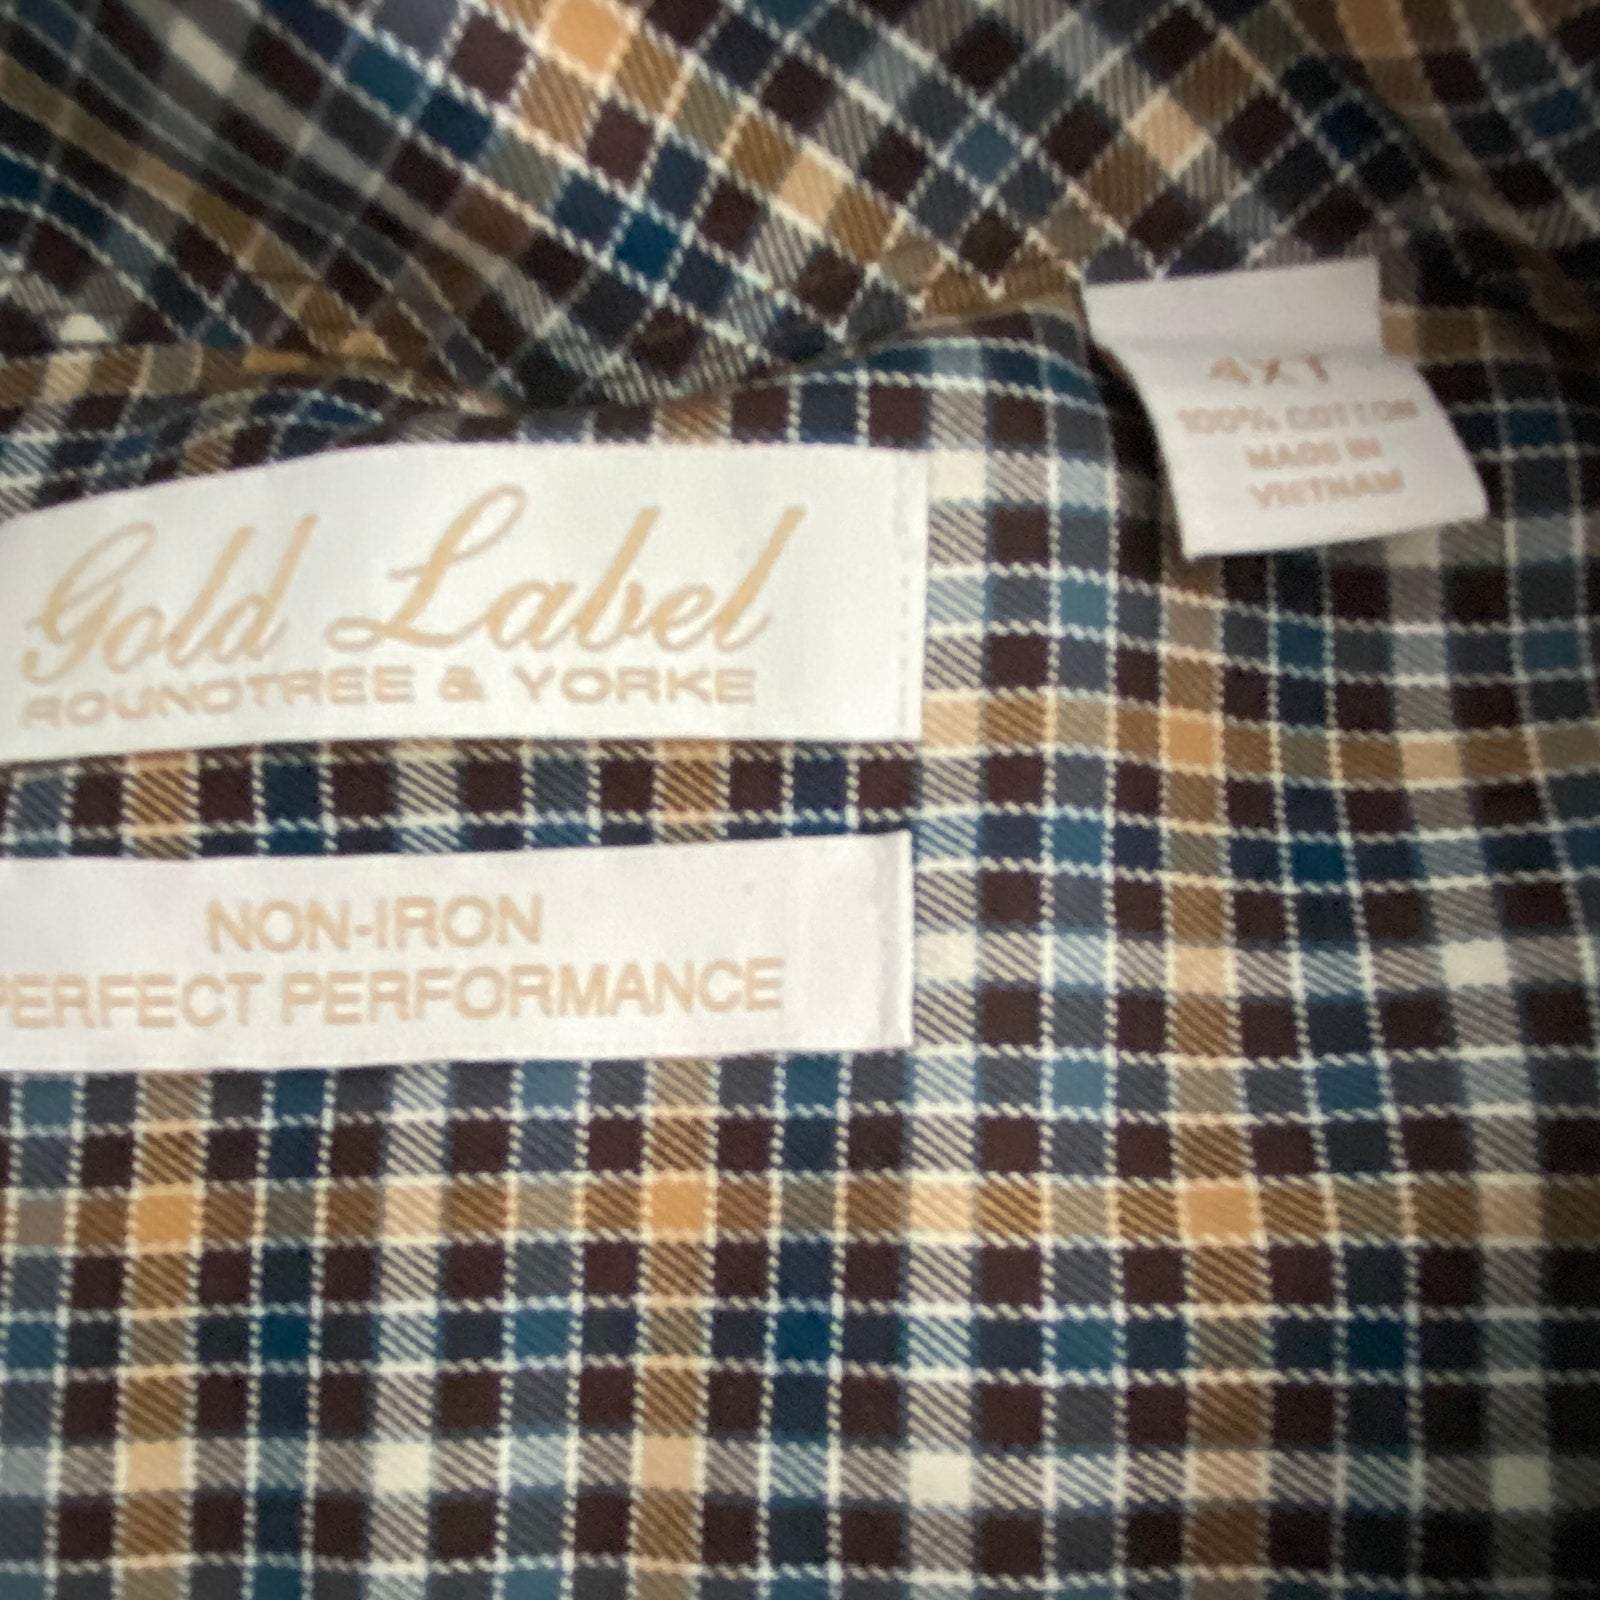 Gold Label
ROUNDTREE & YORKE
NON-IRON
PERFECT PERFORMANCE
4XT
100% COTTON
MADE IN
VIETNAM